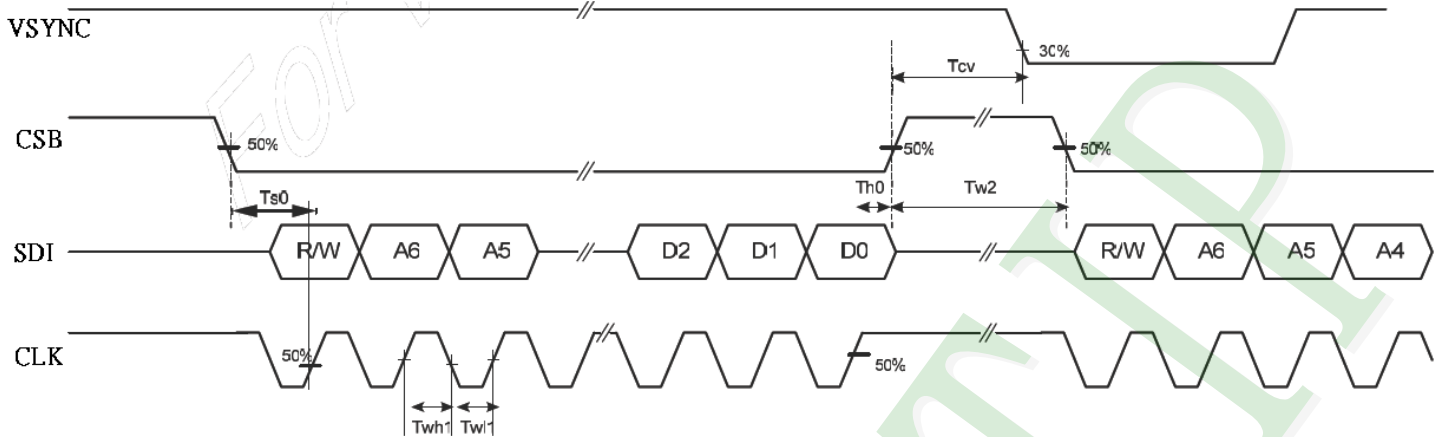 VSYNC
30%
Tcv
CSB
50%
50%
50%
Ts0
Th0
Tw2
SDI
R/W
A6
A5
D2
D1
D0
R/W
A6
A5
A4
CLK
50%
50%
Twh1
Twl1
For